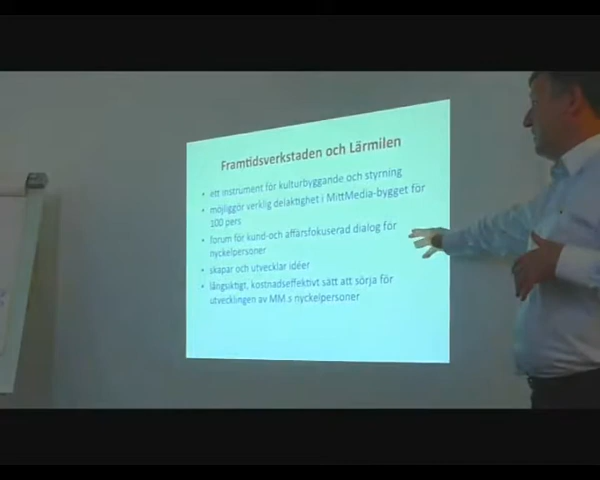 Framtidsverkstaden och Lärmilen
• ett instrument för kulturbyggande och styrning
• möjliggör verklig delaktighet i MittMedia-bygget för
100 pers
• forum för kund-och affärsfokuserad dialog för
nyckelpersoner
• skapar och utvecklar idéer
• långsiktigt, kostnadseffektivt sätt att sörja för
utvecklingen av MM:s nyckelpersoner